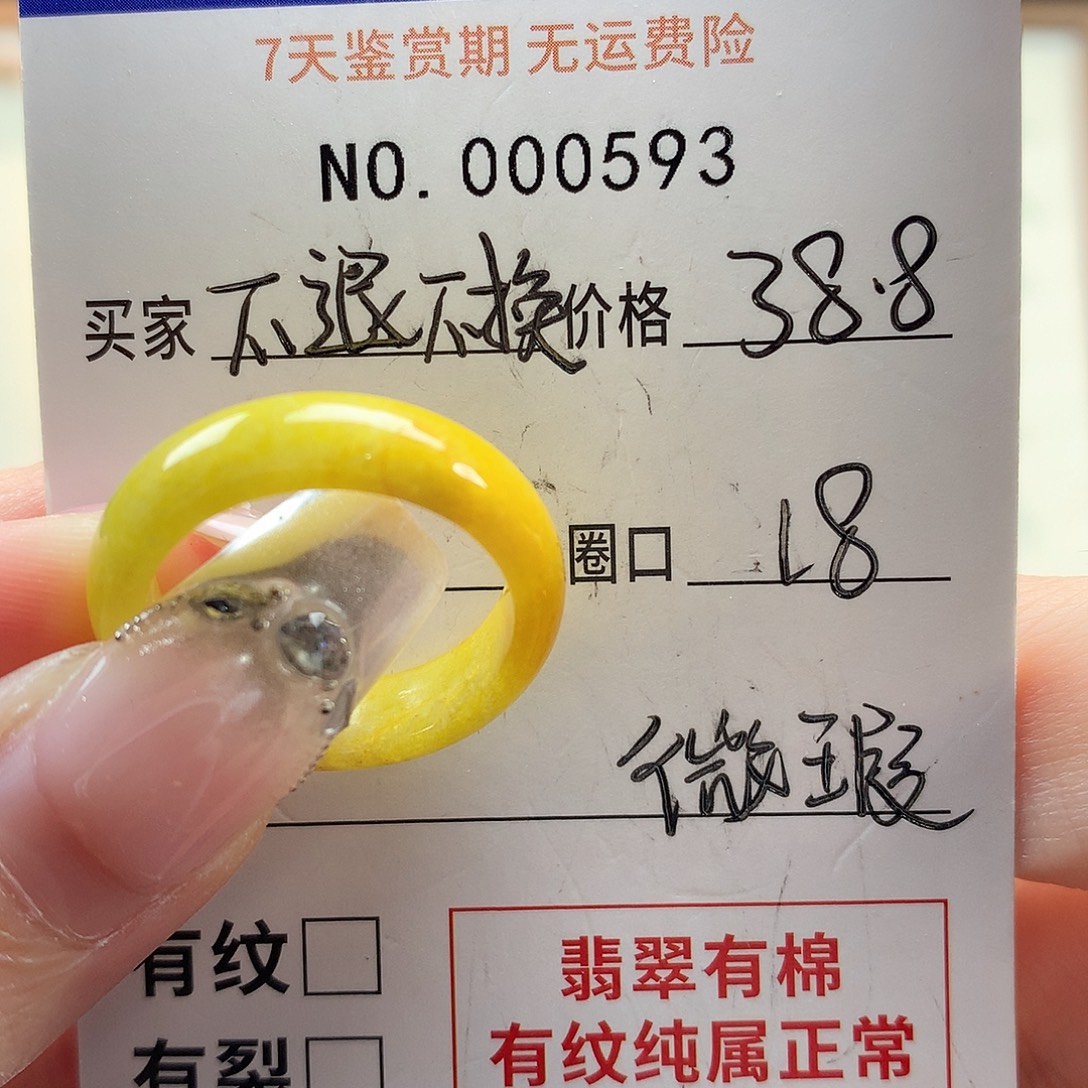 7天鉴赏期 无运费险
NO.000593
买家 不退不换 价格 38.8
圈口 18
微瑕
有纹
翡翠有棉
有裂
有纹纯属正常